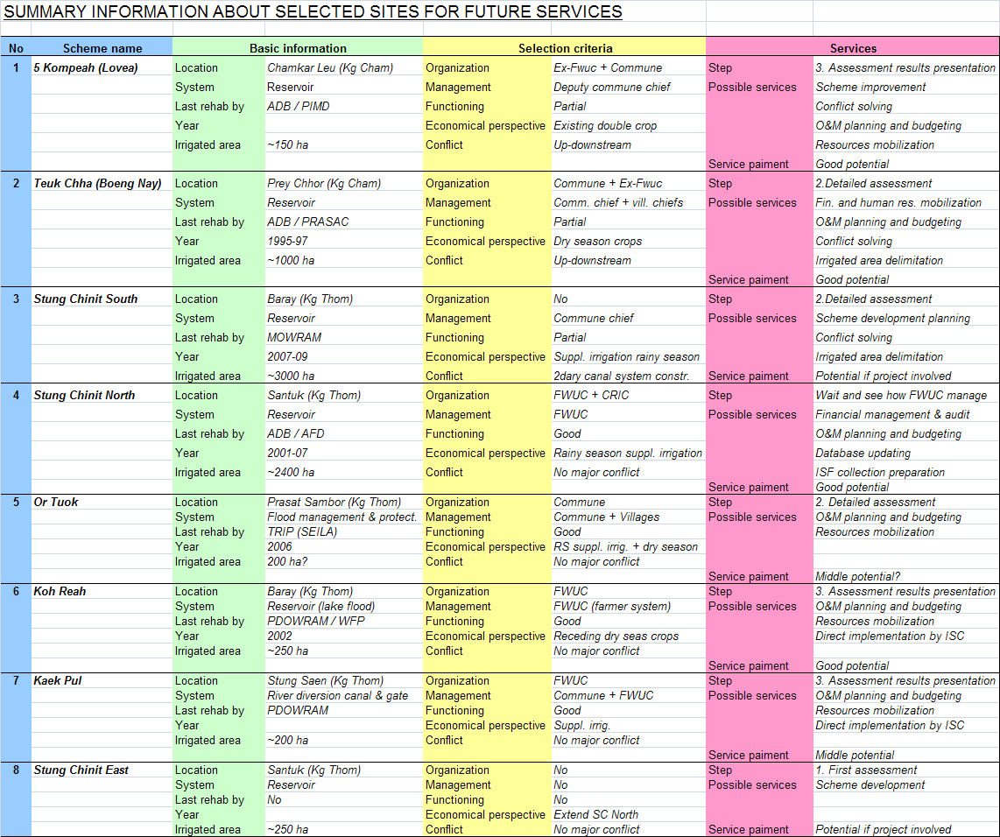 SUMMARY INFORMATION ABOUT SELECTED SITES FOR FUTURE SERVICES
No Scheme name Basic information Selection criteria Services
1 5 Kompeah (Lovea) Location Chamkar Leu (Kg Cham) Organization Ex-Fwuc + Commune Step 3. Assessment results presentation
System Reservoir Management Deputy commune chief Possible services Scheme improvement
Last rehab by ADB / PIMD Functioning Partial Conflict solving
Year Economical perspective Existing double crop O&M planning and budgeting
Irrigated area ~150 ha Conflict Up-downstream Resources mobilization
Service paiment Good potential
2 Teuk Chha (Boeng Nay) Location Prey Chhor (Kg Cham) Organization Commune + Ex-Fwuc Step 2.Detailed assessment
System Reservoir Management Comm. chief + vill. chiefs Possible services Fin. and human res. mobilization
Last rehab by ADB / PRASAC Functioning Partial O&M planning and budgeting
Year 1995-97 Economical perspective Dry season crops Conflict solving
Irrigated area ~1000 ha Conflict Up-downstream Irrigated area delimitation
Service paiment Good potential
3 Stung Chinit South Location Baray (Kg Thom) Organization No Step 2.Detailed assessment
System Reservoir Management Commune chief Possible services Scheme development planning
Last rehab by MOWRAM Functioning Partial Conflict solving
Year 2007-09 Economical perspective Suppl. irrigation rainy season Irrigated area delimitation
Irrigated area ~3000 ha Conflict 2dary canal system constr. Service paiment Potential if project involved
4 Stung Chinit North Location Santuk (Kg Thom) Organization FWUC + CRIC Step Wait and see how FWUC manage
System Reservoir Management FWUC Possible services Financial management & audit
Last rehab by ADB / AFD Functioning Good O&M planning and budgeting
Year 2001-07 Economical perspective Rainy season suppl. irrigation Database updating
Irrigated area ~2400 ha Conflict No major conflict ISF collection preparation
Service paiment Good potential
5 Or Tuok Location Prasat Sambor (Kg Thom) Organization Commune Step 2. Detailed assessment
System Flood management & protect. Management Commune + Villages Possible services O&M planning and budgeting
Last rehab by TRIP (SEILA) Functioning Good Resources mobilization
Year 2006 Economical perspective RS suppl. irrig. + dry season
Irrigated area 200 ha? Conflict No major conflict
Service paiment Middle potential?
6 Koh Reah Location Baray (Kg Thom) Organization FWUC Step 3. Assessment results presentation
System Reservoir (lake flood) Management FWUC (farmer system) Possible services O&M planning and budgeting
Last rehab by PDOWRAM / WFP Functioning Good Resources mobilization
Year 2002 Economical perspective Receding dry seas crops Direct implementation by ISC
Irrigated area ~250 ha Conflict No major conflict
Service paiment Good potential
7 Kaek Pul Location Stung Saen (Kg Thom) Organization FWUC Step 3. Assessment results presentation
System River diversion canal & gate Management Commune + FWUC Possible services O&M planning and budgeting
Last rehab by PDOWRAM Functioning Good Resources mobilization
Year Economical perspective Suppl. irrig. Direct implementation by ISC
Irrigated area ~200 ha Conflict No major conflict
Service paiment Middle potential
8 Stung Chinit East Location Santuk (Kg Thom) Organization No Step 1. First assessment
System Reservoir Management No Possible services Scheme development
Last rehab by No Functioning No
Year Economical perspective Extend SC North
Irrigated area ~250 ha Conflict No major conflict Service paiment Potential if project involved